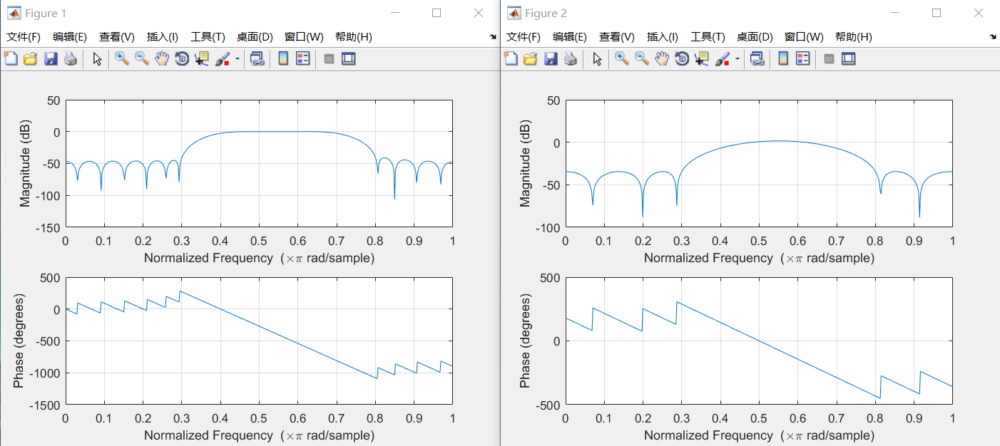 Figure 1
文件(F) 编辑(E) 查看(V) 插入(I) 工具(T) 桌面(D) 窗口(W) 帮助(H)
50
0
-50
-100
-150
Magnitude (dB)
0 0.1 0.2 0.3 0.4 0.5 0.6 0.7 0.8 0.9 1
Normalized Frequency (×π rad/sample)
500
0
-500
-1000
-1500
Phase (degrees)
0 0.1 0.2 0.3 0.4 0.5 0.6 0.7 0.8 0.9 1
Normalized Frequency (×π rad/sample)
Figure 2
文件(F) 编辑(E) 查看(V) 插入(I) 工具(T) 桌面(D) 窗口(W) 帮助(H)
50
0
-50
-100
Magnitude (dB)
0 0.1 0.2 0.3 0.4 0.5 0.6 0.7 0.8 0.9 1
Normalized Frequency (×π rad/sample)
500
0
-500
Phase (degrees)
0 0.1 0.2 0.3 0.4 0.5 0.6 0.7 0.8 0.9 1
Normalized Frequency (×π rad/sample)